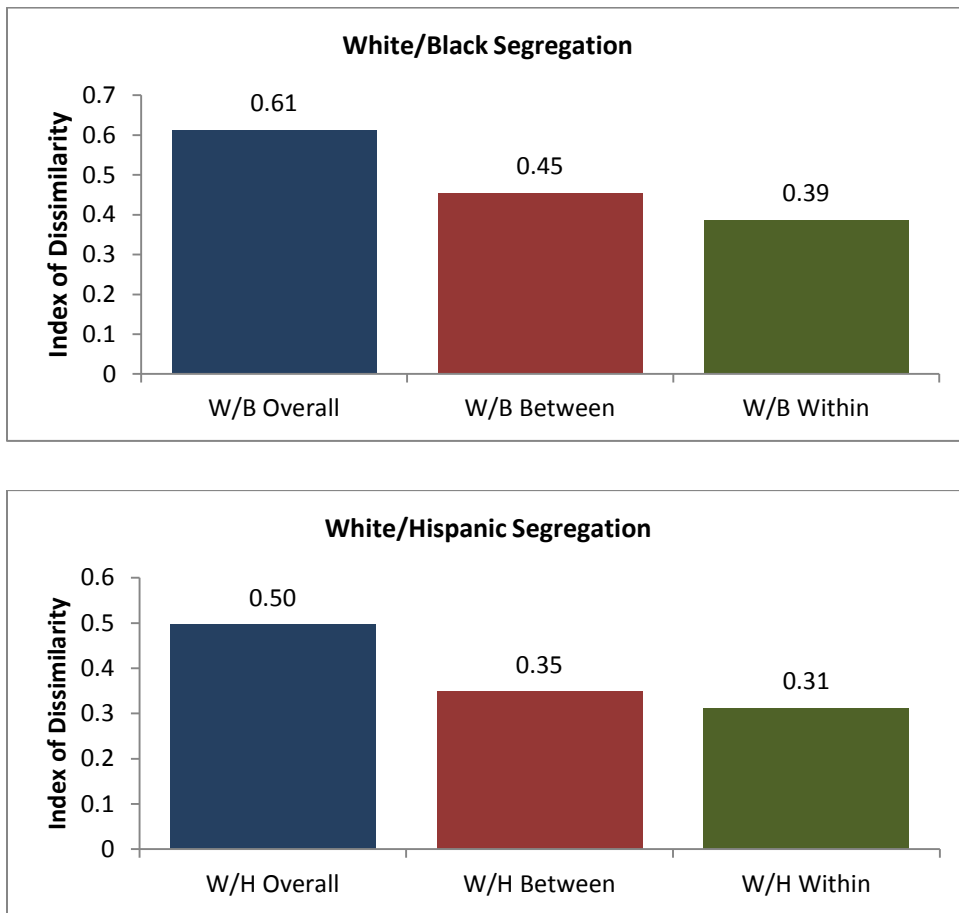 White/Black Segregation
Index of Dissimilarity
0.7
0.6
0.5
0.4
0.3
0.2
0.1
0
0.61
0.45
0.39
W/B Overall
W/B Between
W/B Within
White/Hispanic Segregation
Index of Dissimilarity
0.6
0.5
0.4
0.3
0.2
0.1
0
0.50
0.35
0.31
W/H Overall
W/H Between
W/H Within